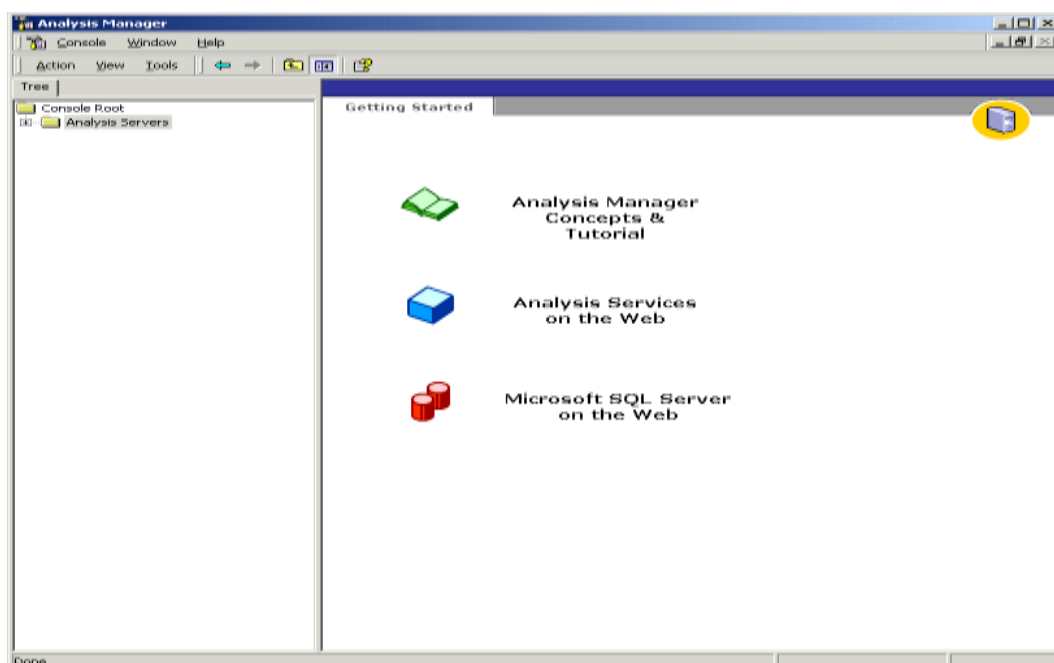 Analysis Manager
Console Window Help
Action View Tools
Tree
Console Root
Analysis Servers
Getting Started
Analysis Manager
Concepts &
Tutorial
Analysis Services
on the Web
Microsoft SQL Server
on the Web
Done